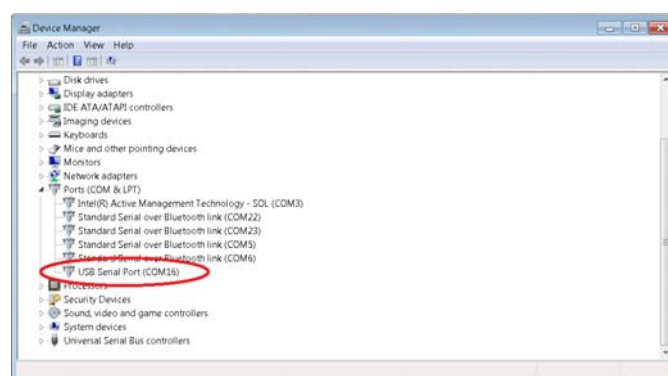 Device Manager
File Action View Help
Disk drives
Display adapters
IDE ATA/ATAPI controllers
Imaging devices
Keyboards
Mice and other pointing devices
Monitors
Network adapters
Ports (COM & LPT)
Intel(R) Active Management Technology - SOL (COM3)
Standard Serial over Bluetooth link (COM22)
Standard Serial over Bluetooth link (COM23)
Standard Serial over Bluetooth link (COM5)
Standard Serial over Bluetooth link (COM6)
USB Serial Port (COM16)
Processors
Security Devices
Sound, video and game controllers
System devices
Universal Serial Bus controllers